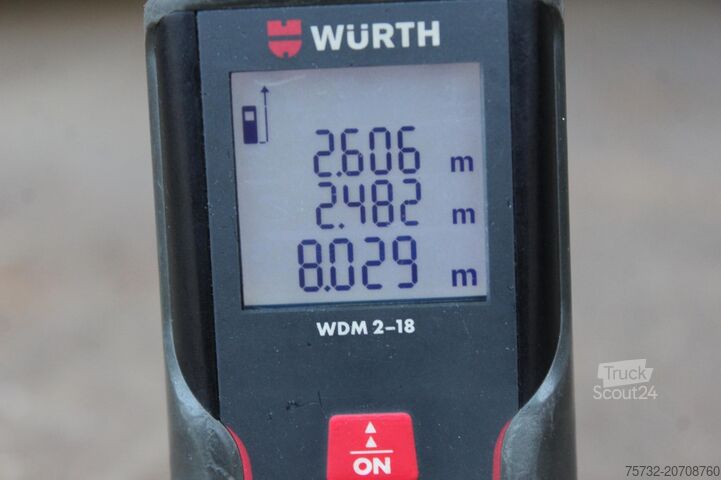 WÜRTH
2.606 m
2.482 m
8.029 m
WDM 2-18
ON
Truck
Scout24
75732-20708760